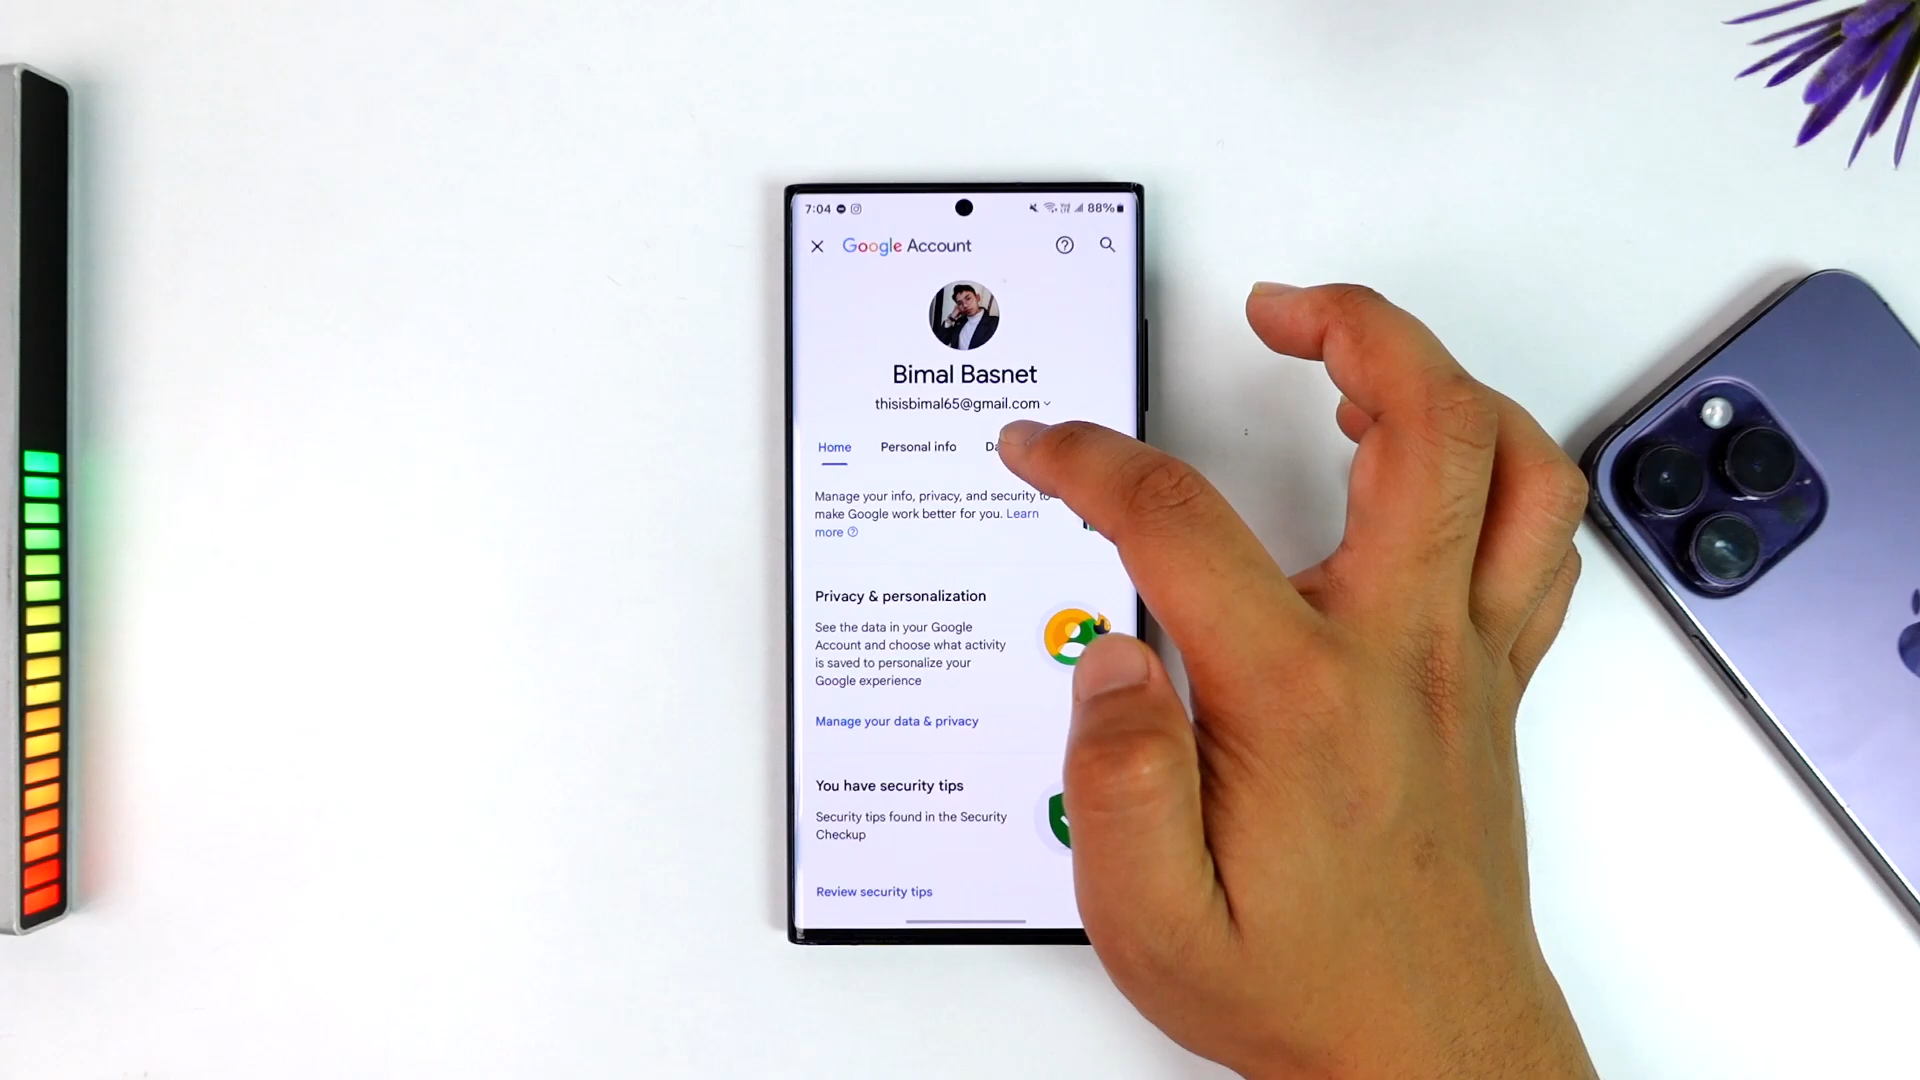 7:04 88%
Google Account
Bimal Basnet
thisisbimal65@gmail.com
Home Personal info
Manage your info, privacy, and security to
make Google work better for you. Learn
more
Privacy & personalization
See the data in your Google
Account and choose what activity
is saved to personalize your
Google experience
Manage your data & privacy
You have security tips
Security tips found in the Security
Checkup
Review security tips